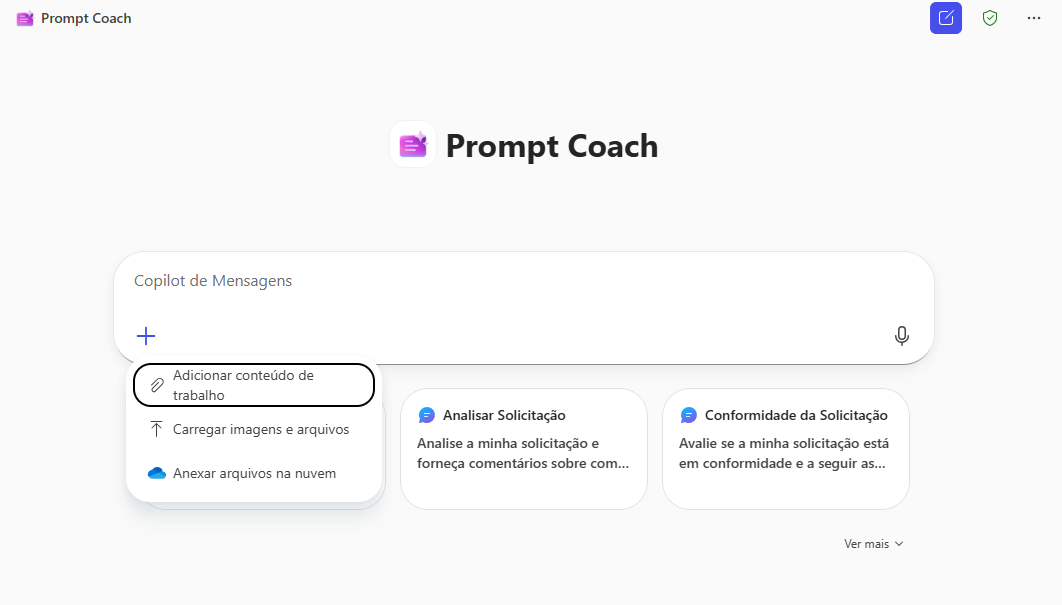 Prompt Coach
Prompt Coach
Copilot de Mensagens
Adicionar conteúdo de
trabalho
Carregar imagens e arquivos
Anexar arquivos na nuvem
Analisar Solicitação
Analise a minha solicitação e
forneça comentários sobre com...
Conformidade da Solicitação
Avalie se a minha solicitação está
em conformidade e a seguir as...
Ver mais